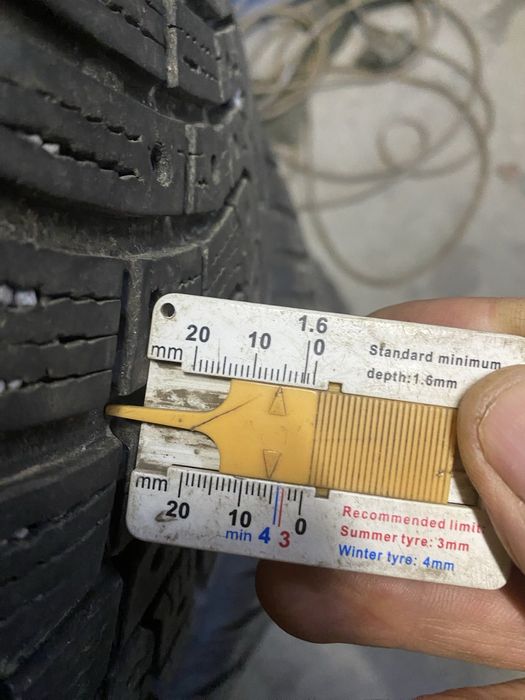 1.6
20 10 0
mm
Standard minimum
depth:1.6mm
mm
20 10 0
min 4 3
Recommended limit:
Summer tyre: 3mm
Winter tyre: 4mm